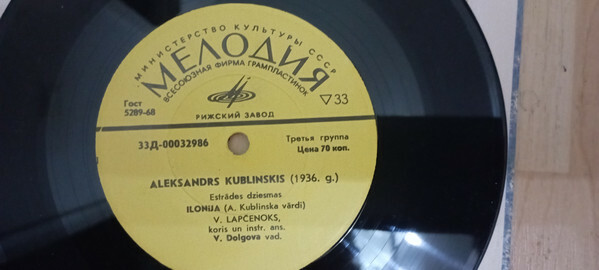 МИНИСТЕРСТВО КУЛЬТУРЫ СССР
МЕЛОДИЯ
ВСЕСОЮЗНАЯ ФИРМА ГРАМПЛАСТИНОК
Гост
5289-68
▽33
РИЖСКИЙ ЗАВОД
33Д-00032986
Третья группа
Цена 70 коп.
ALEKSANDRS KUBLINSKIS (1936. g.)
Estrādes dziesmas
ILONIJA (A. Kublinska vārdi)
V. LAPČENOKS,
koris un instr. ans.
V. Dolgova vad.